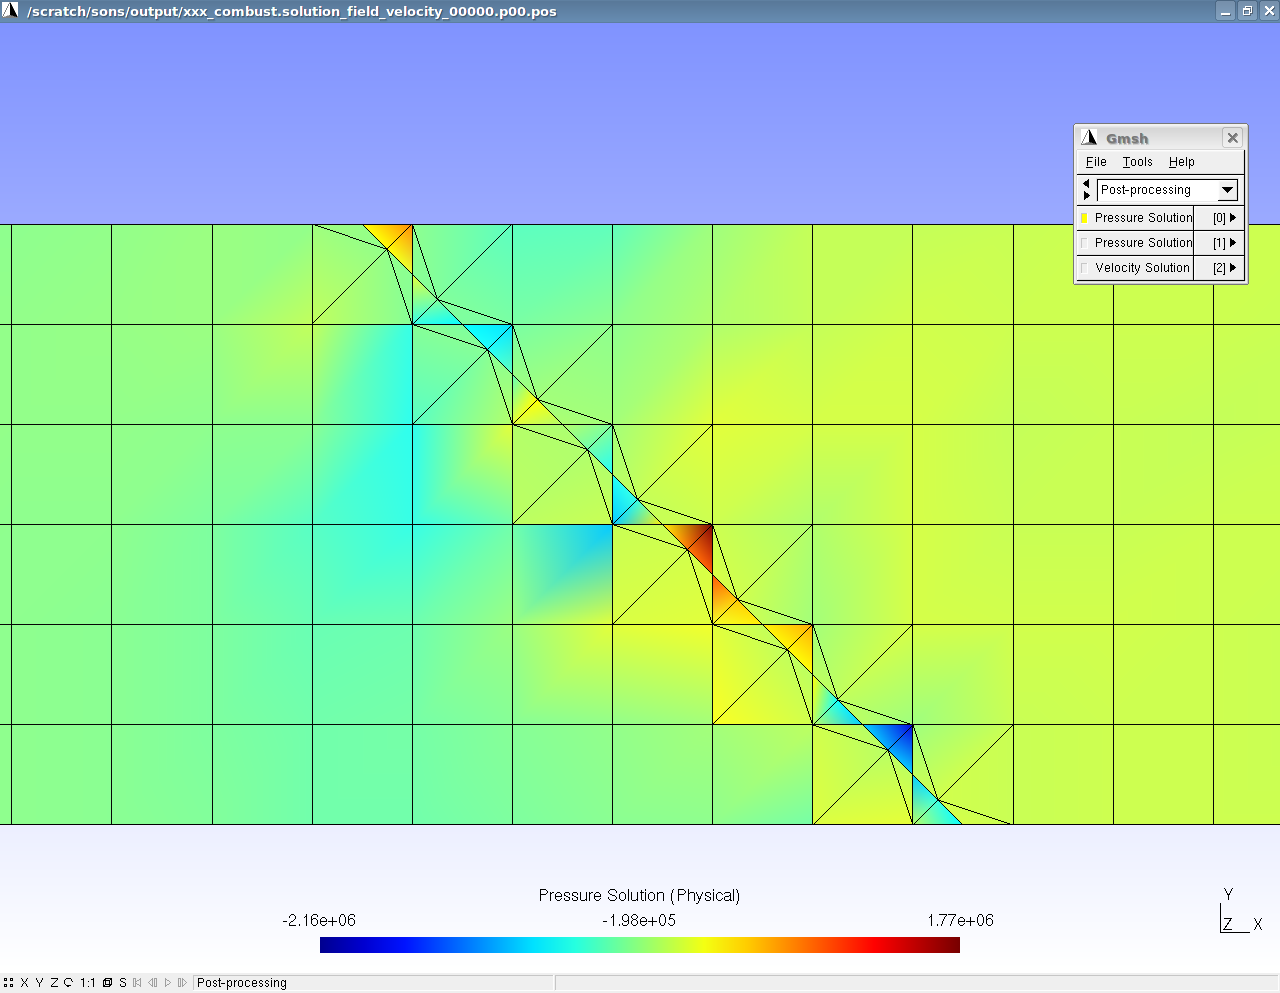 /scratch/sons/output/xxx_combust.solution_field_velocity_00000.p00.pos
Gmsh
File Tools Help
Post-processing
Pressure Solution [0]
Pressure Solution [1]
Velocity Solution [2]
Pressure Solution (Physical)
-2.16e+06 -1.98e+05 1.77e+06
Y
Z X
X Y Z 1:1 S Post-processing